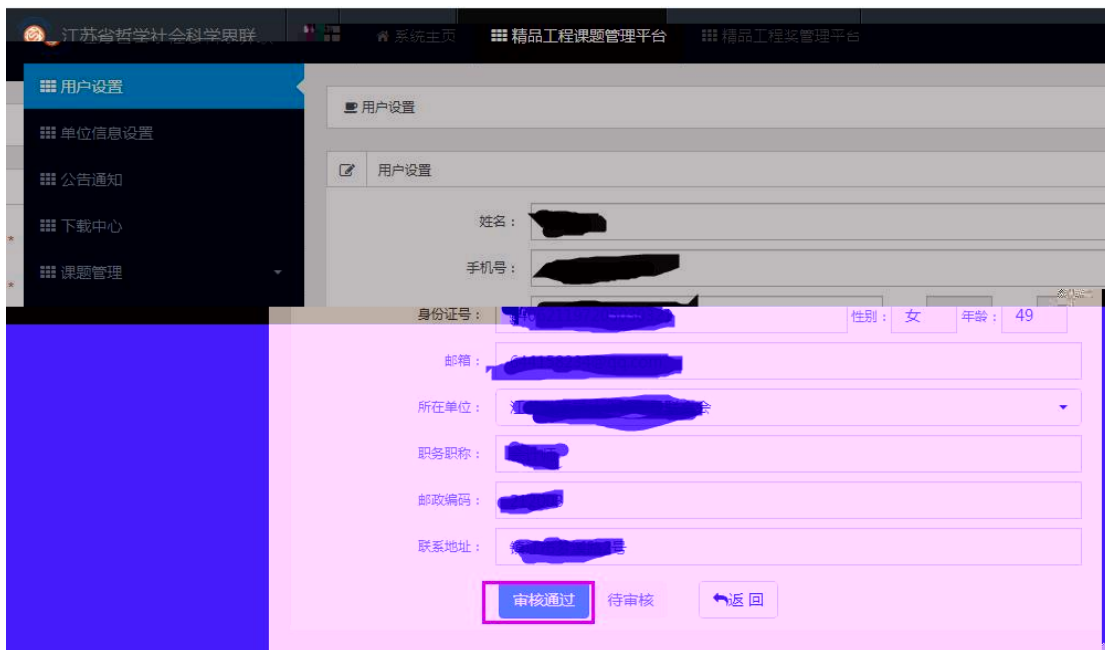 江苏省哲学社会科学界联
系统主页
精品工程课题管理平台
精品工程奖管理平台
用户设置
单位信息设置
公告通知
下载中心
课题管理
用户设置
用户设置
姓名：
手机号：
身份证号： 性别： 女 年龄： 49
邮箱：
所在单位： 会
职务职称：
邮政编码：
联系地址： 号
审核通过 待审核 返 回